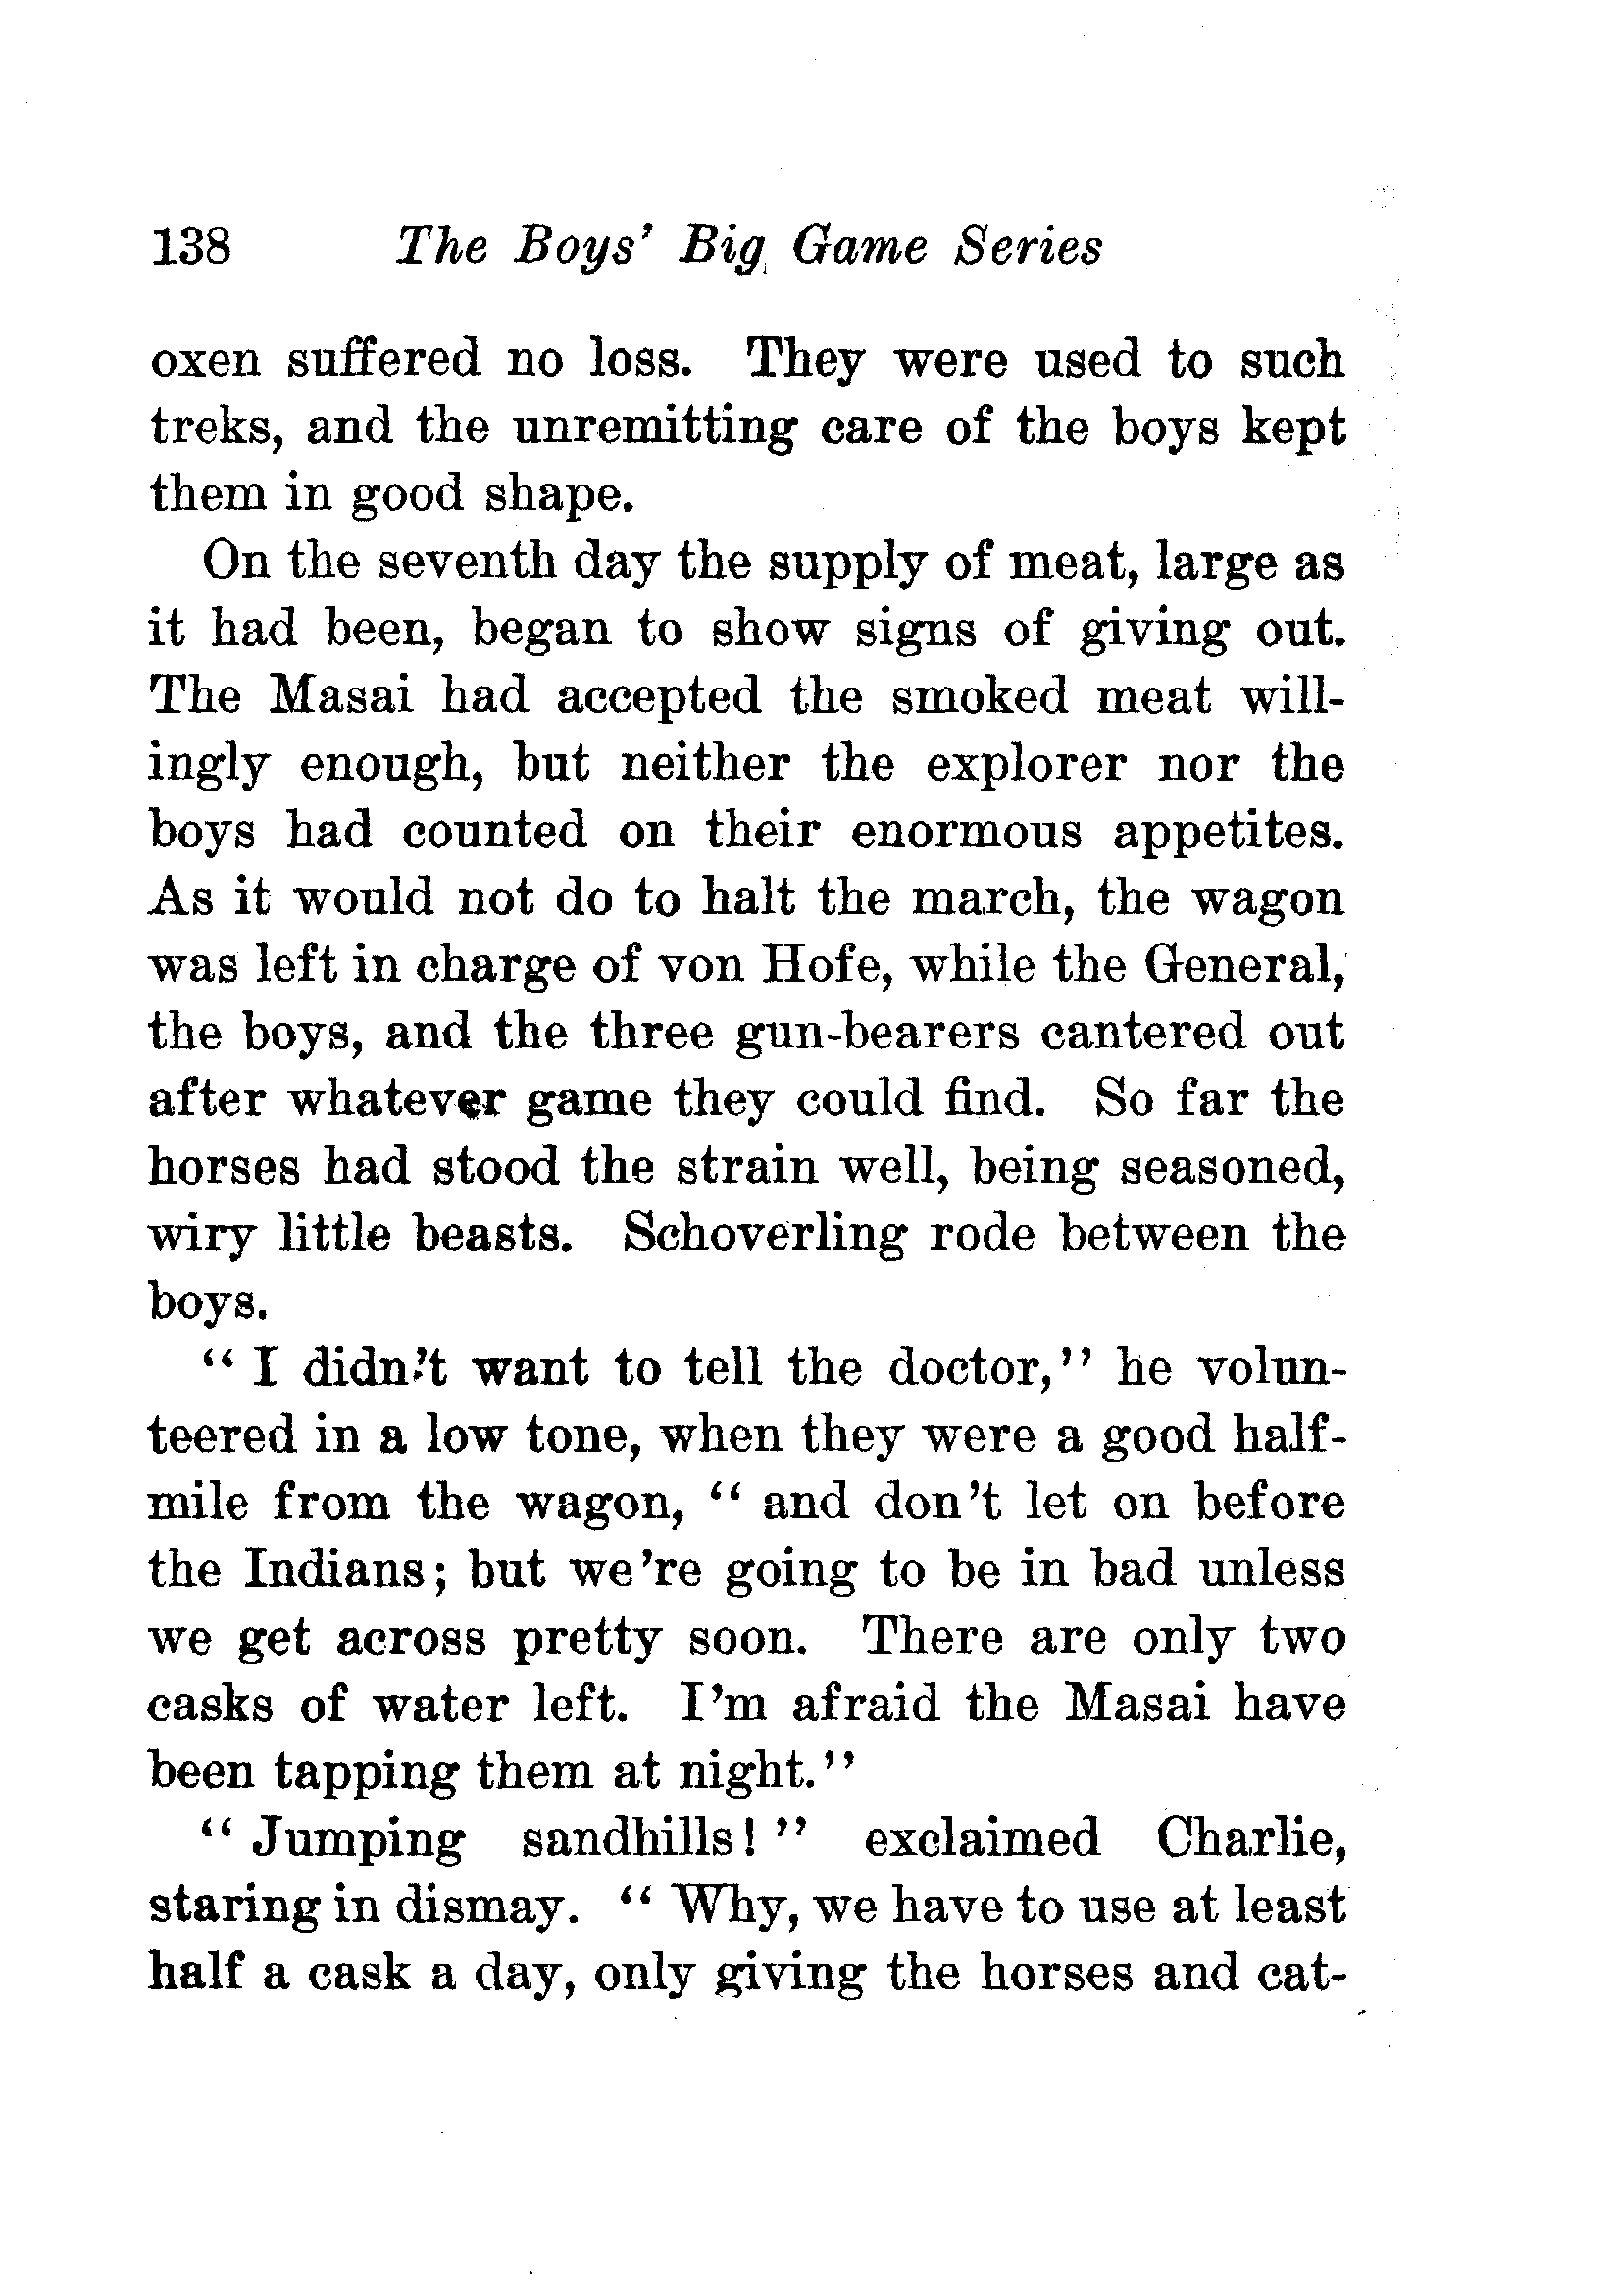 138 The Boys' Big Game Series
oxen suffered no loss. They were used to such
treks, and the unremitting care of the boys kept
them in good shape.
On the seventh day the supply of meat, large as
it had been, began to show signs of giving out.
The Masai had accepted the smoked meat will-
ingly enough, but neither the explorer nor the
boys had counted on their enormous appetites.
As it would not do to halt the march, the wagon
was left in charge of von Hofe, while the General,
the boys, and the three gun-bearers cantered out
after whatever game they could find. So far the
horses had stood the strain well, being seasoned,
wiry little beasts. Schoverling rode between the
boys.
"I didn't want to tell the doctor," he volun-
teered in a low tone, when they were a good half-
mile from the wagon, "and don't let on before
the Indians; but we're going to be in bad unless
we get across pretty soon. There are only two
casks of water left. I'm afraid the Masai have
been tapping them at night."
"Jumping sandhills!" exclaimed Charlie,
staring in dismay. "Why, we have to use at least
half a cask a day, only giving the horses and cat-